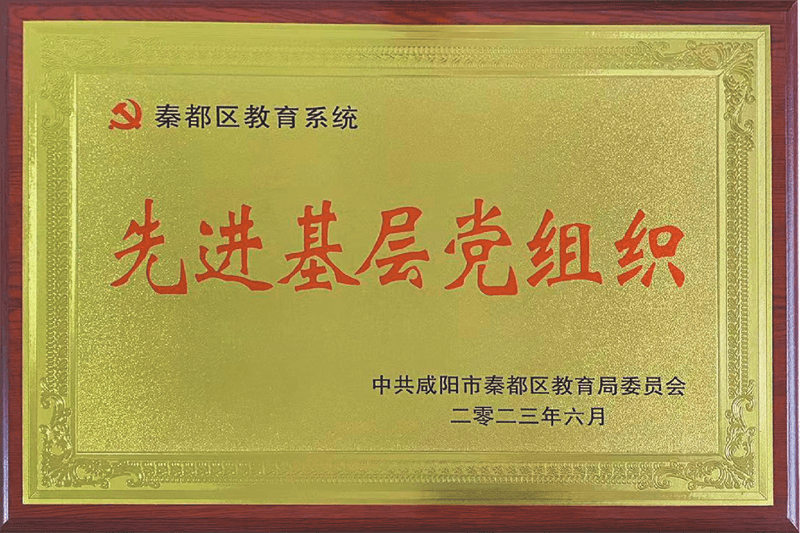 秦都区教育系统
先进基层党组织
中共咸阳市秦都区教育局委员会
二零二三年六月